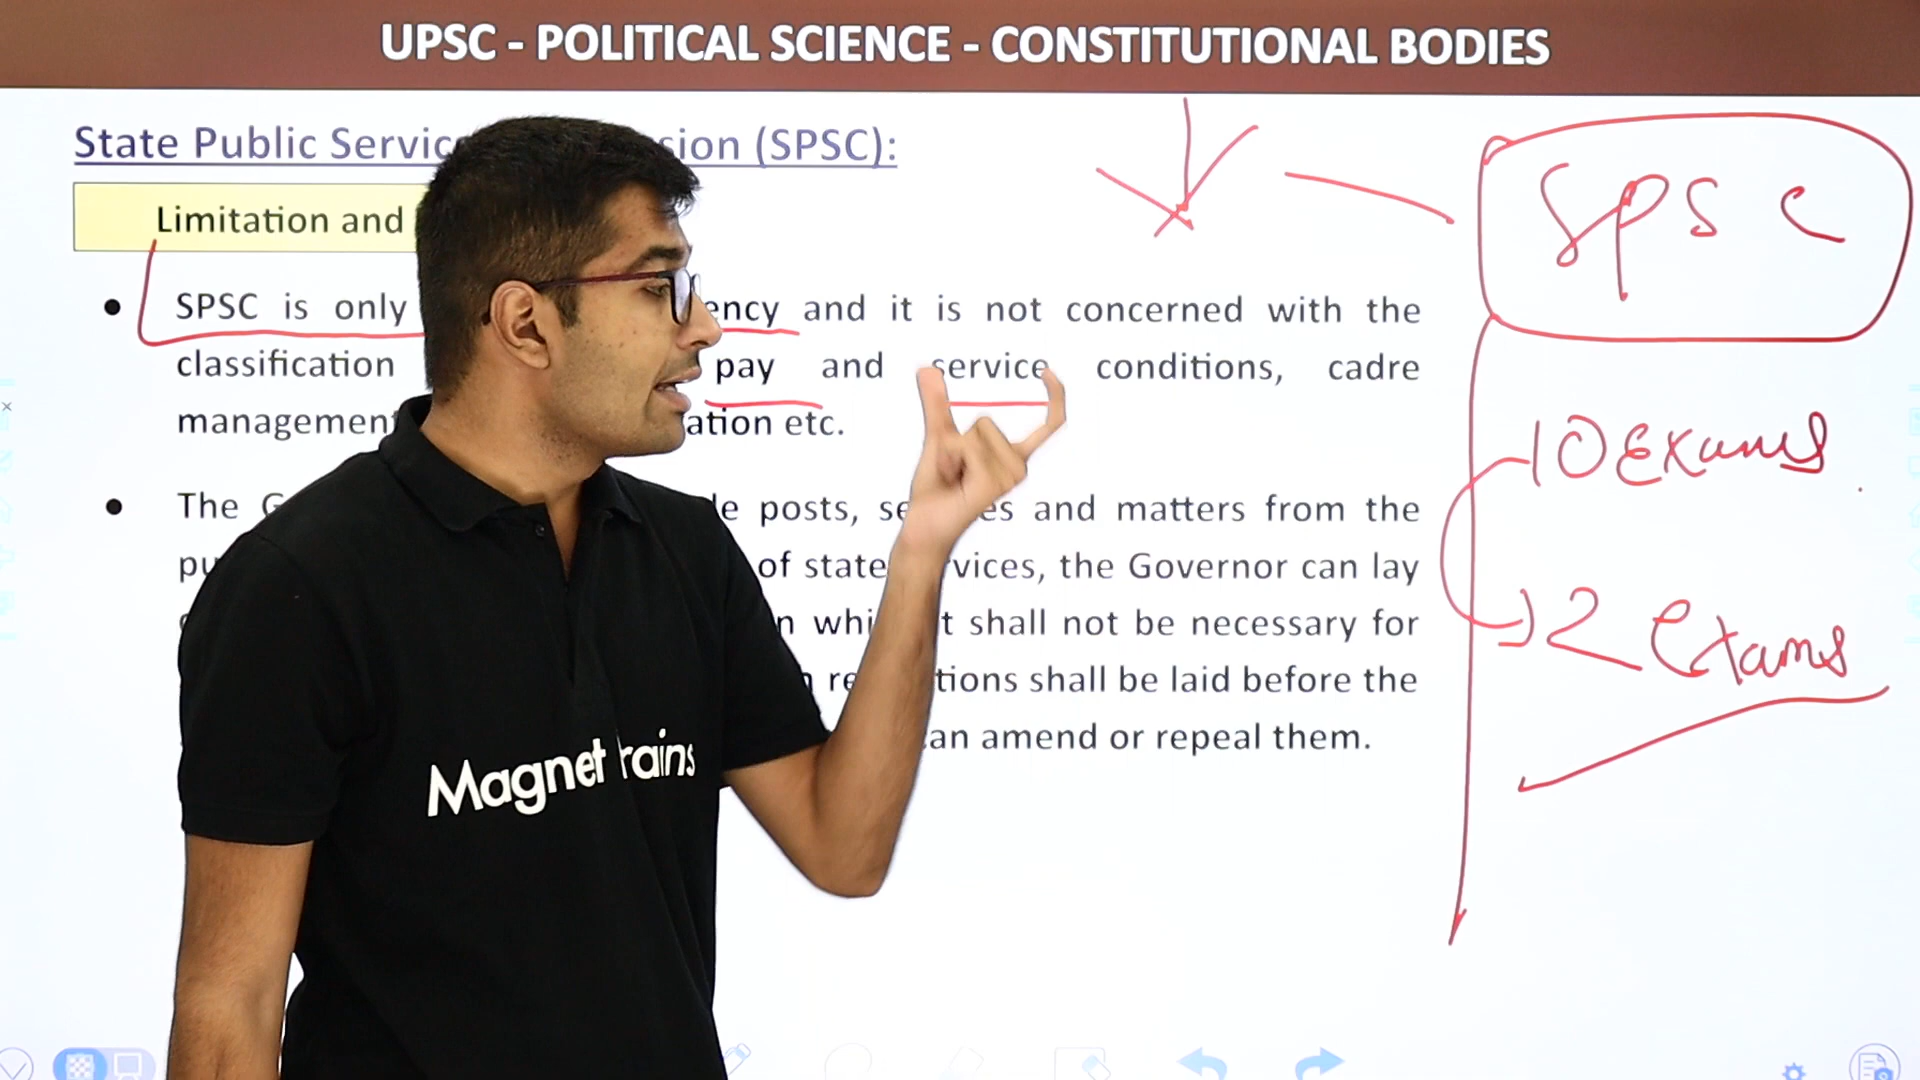 UPSC - POLITICAL SCIENCE - CONSTITUTIONAL BODIES
State Public Servic sion (SPSC):
Limitation and
SPSC is only ency and it is not concerned with the
classification pay and service conditions, cadre
management ation etc.
The G e posts, se es and matters from the
pu of state vices, the Governor can lay
n whi t shall not be necessary for
re tions shall be laid before the
an amend or repeal them.
SPSC
10 Exams
2 Exams
Magnet rains